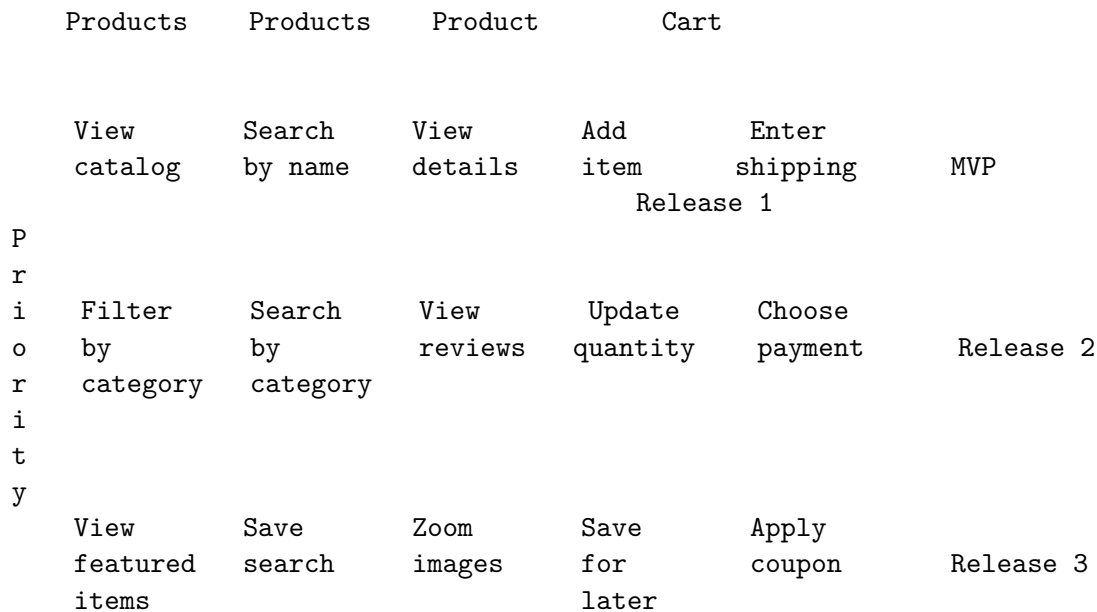 Products Products Product Cart
View Search View Add Enter
catalog by name details item shipping MVP
Release 1
P
r
i Filter Search View Update Choose
o by by reviews quantity payment Release 2
r category category
i
t
y
View Save Zoom Save Apply
featured search images for coupon Release 3
items later